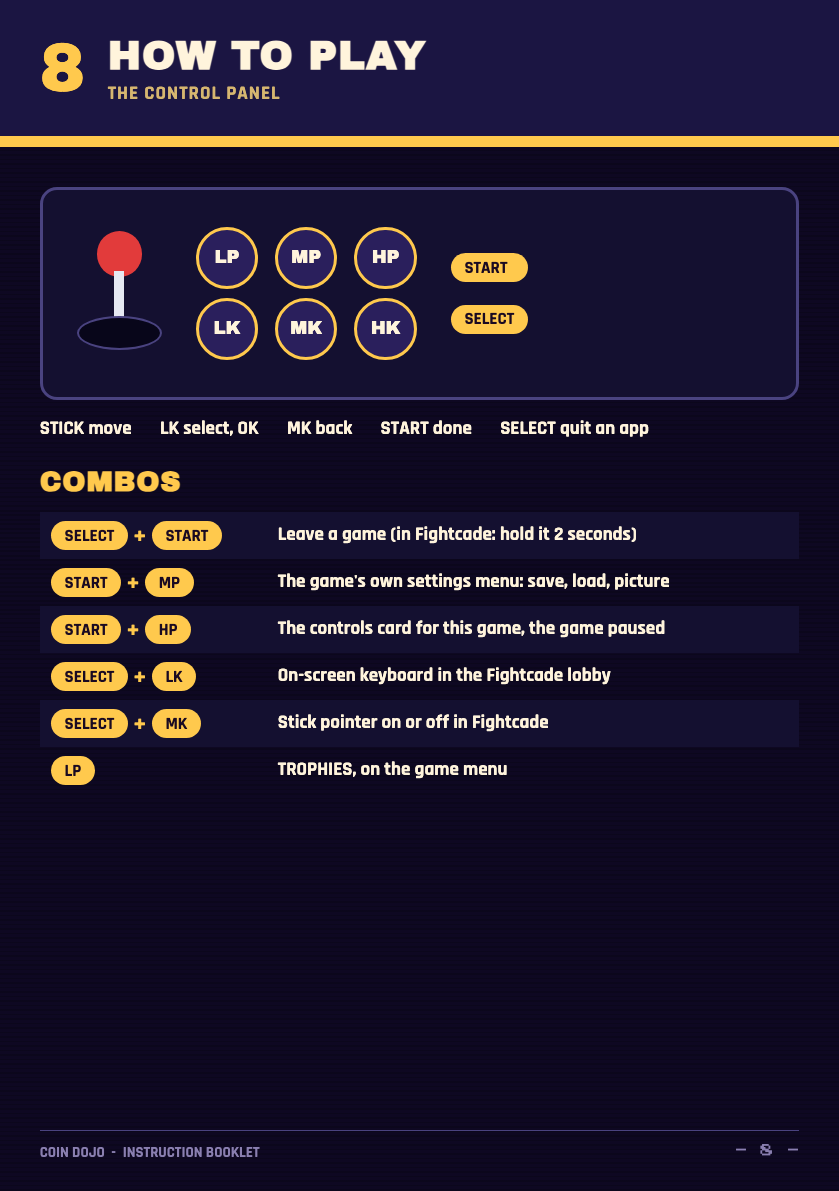 8 HOW TO PLAY
THE CONTROL PANEL
LP MP HP
START
LK MK HK
SELECT
STICK move LK select, OK MK back START done SELECT quit an app
COMBOS
SELECT + START Leave a game (in Fightcade: hold it 2 seconds)
START + MP The game's own settings menu: save, load, picture
START + HP The controls card for this game, the game paused
SELECT + LK On-screen keyboard in the Fightcade lobby
SELECT + MK Stick pointer on or off in Fightcade
LP TROPHIES, on the game menu
COIN DOJO - INSTRUCTION BOOKLET – 8 –